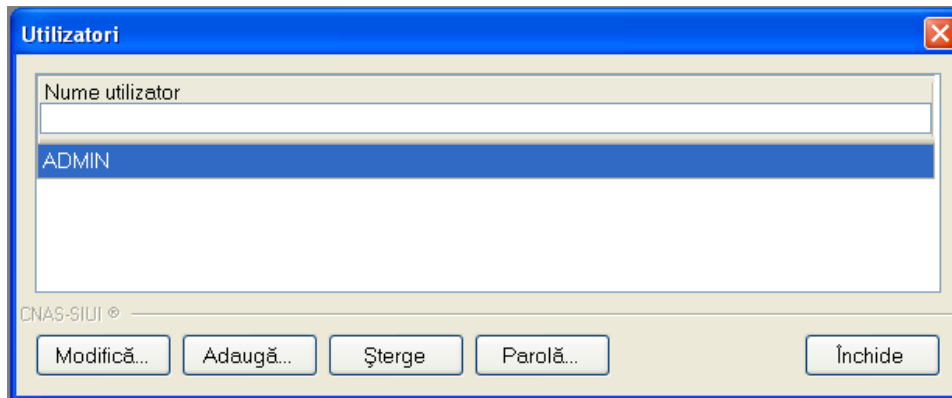 Utilizatori
Nume utilizator
ADMIN
CNAS-SIUI ®
Modifică... Adaugă... Şterge Parolă... Închide